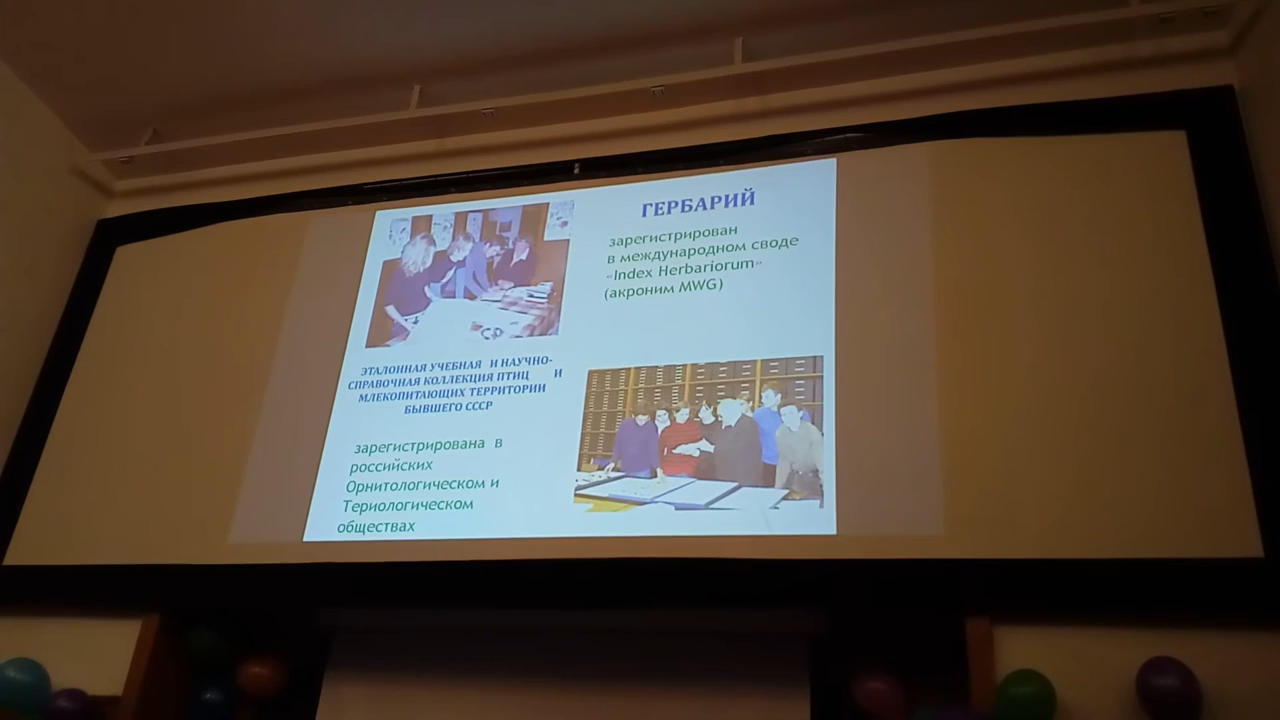 ГЕРБАРИЙ
зарегистрирован
в международном своде
«Index Herbariorum»
(акроним MWG)
ЭТАЛОННАЯ УЧЕБНАЯ И НАУЧНО-
СПРАВОЧНАЯ КОЛЛЕКЦИЯ ПТИЦ И
МЛЕКОПИТАЮЩИХ ТЕРРИТОРИИ
БЫВШЕГО СССР
зарегистрирована в
российских
Орнитологическом и
Териологическом
обществах